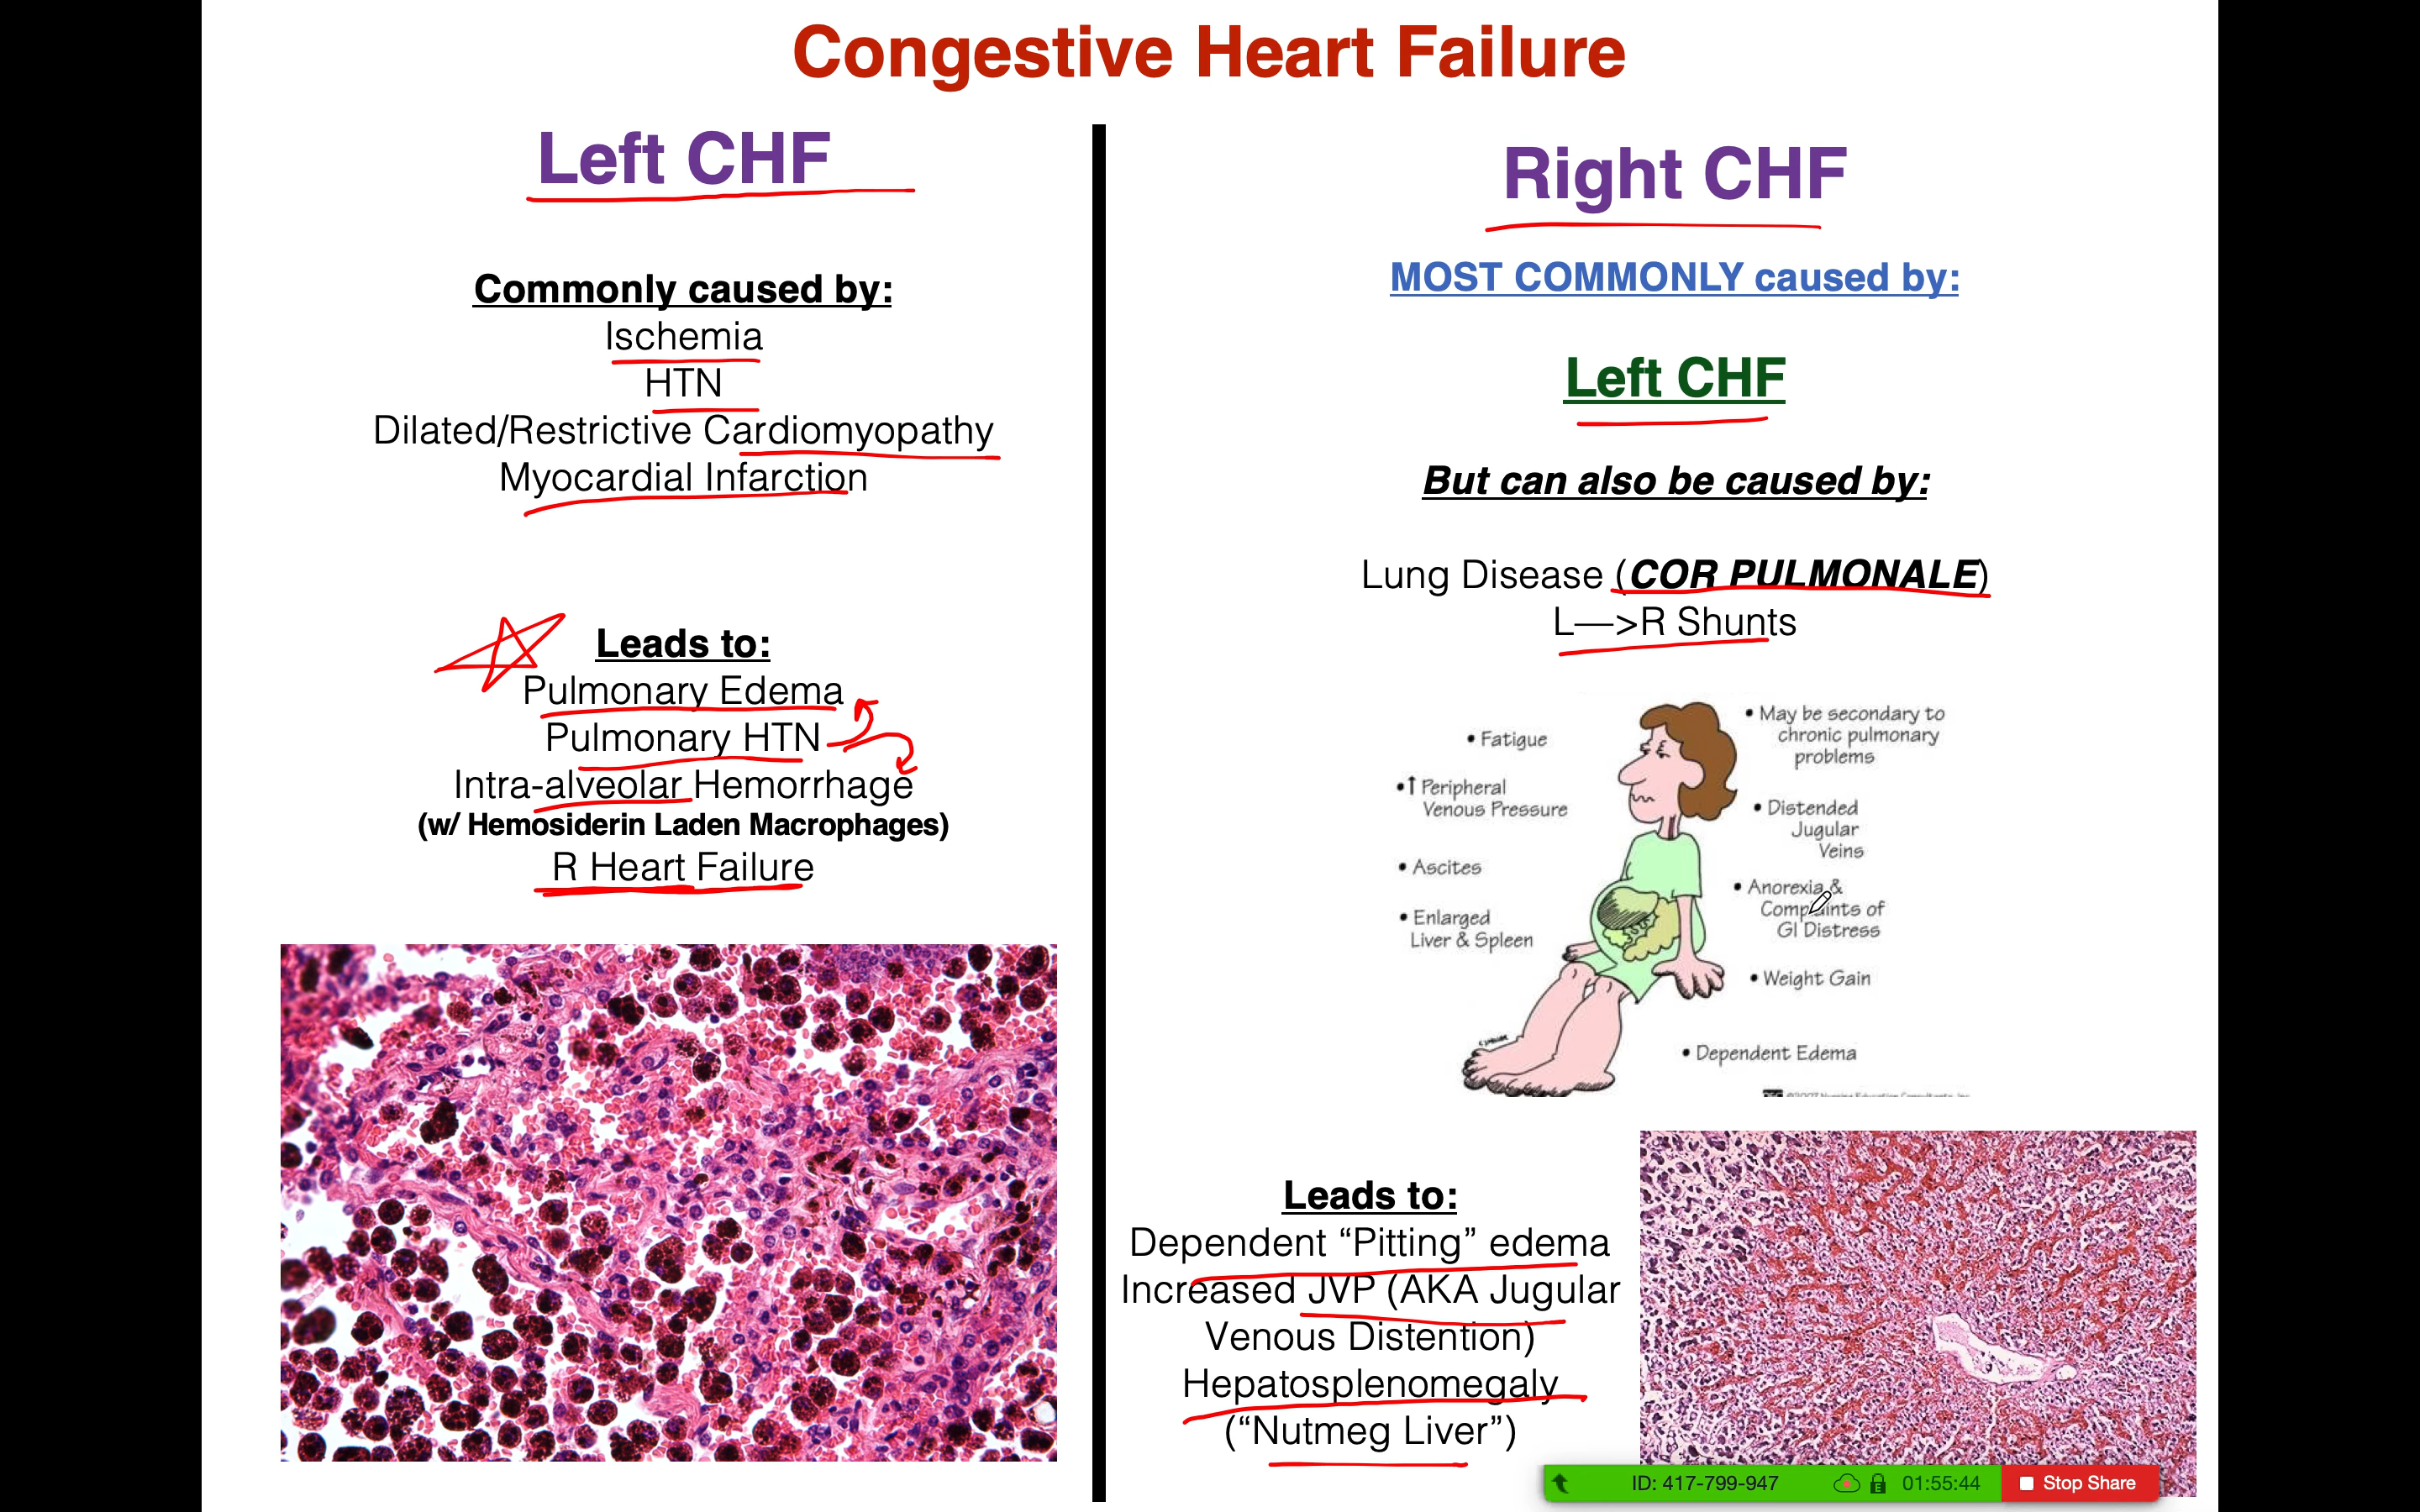 Congestive Heart Failure
Left CHF
Commonly caused by:
Ischemia
HTN
Dilated/Restrictive Cardiomyopathy
Myocardial Infarction
Leads to:
Pulmonary Edema
Pulmonary HTN
Intra-alveolar Hemorrhage
(w/ Hemosiderin Laden Macrophages)
R Heart Failure
Right CHF
MOST COMMONLY caused by:
Left CHF
But can also be caused by:
Lung Disease (COR PULMONALE)
L—>R Shunts
• Fatigue
•↑ Peripheral
Venous Pressure
• Ascites
• Enlarged
Liver & Spleen
• May be secondary to
chronic pulmonary
problems
• Distended
Jugular
Veins
• Anorexia &
Complaints of
GI Distress
• Weight Gain
• Dependent Edema
Leads to:
Dependent “Pitting” edema
Increased JVP (AKA Jugular
Venous Distention)
Hepatosplenomegaly
(“Nutmeg Liver”)
ID: 417-799-947
01:55:44
Stop Share